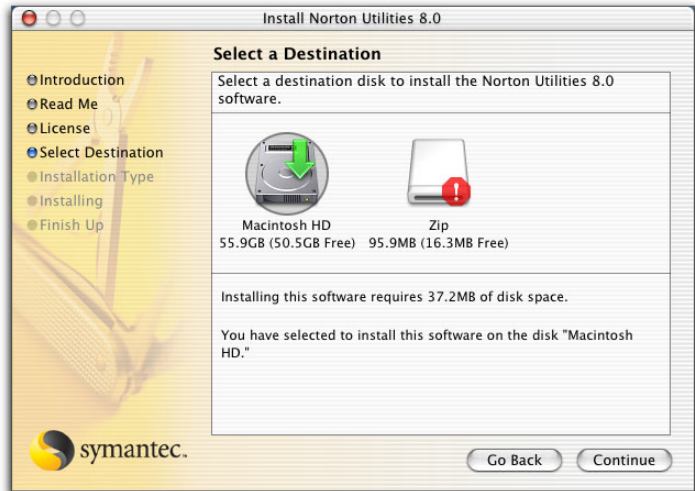 Install Norton Utilities 8.0
Select a Destination
Introduction
Read Me
License
Select Destination
Installation Type
Installing
Finish Up
Select a destination disk to install the Norton Utilities 8.0
software.
Macintosh HD
55.9GB (50.5GB Free)
Zip
95.9MB (16.3MB Free)
Installing this software requires 37.2MB of disk space.
You have selected to install this software on the disk "Macintosh
HD."
symantec.
Go Back
Continue